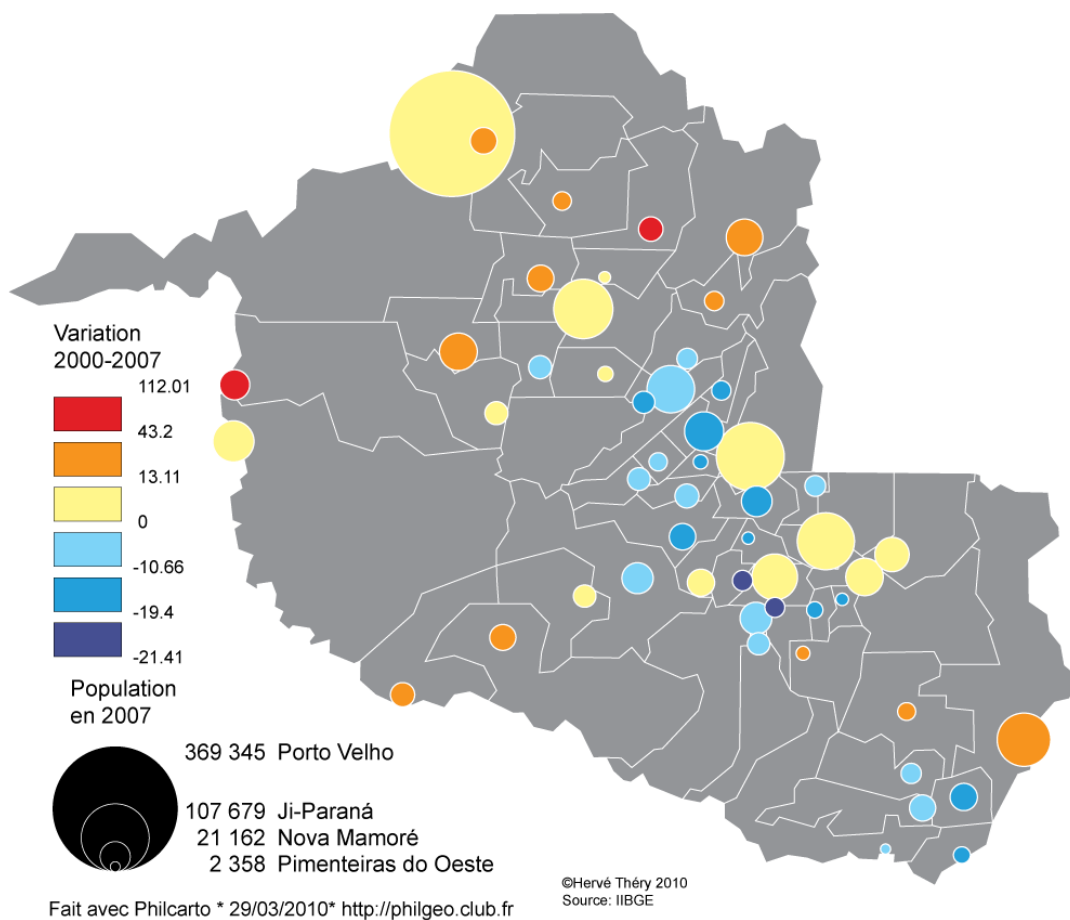 Variation
2000-2007
112.01
43.2
13.11
0
-10.66
-19.4
-21.41
Population
en 2007
369 345 Porto Velho
107 679 Ji-Paraná
21 162 Nova Mamoré
2 358 Pimenteiras do Oeste
©Hervé Théry 2010
Source: IIBGE
Fait avec Philcarto * 29/03/2010* http://philgeo.club.fr